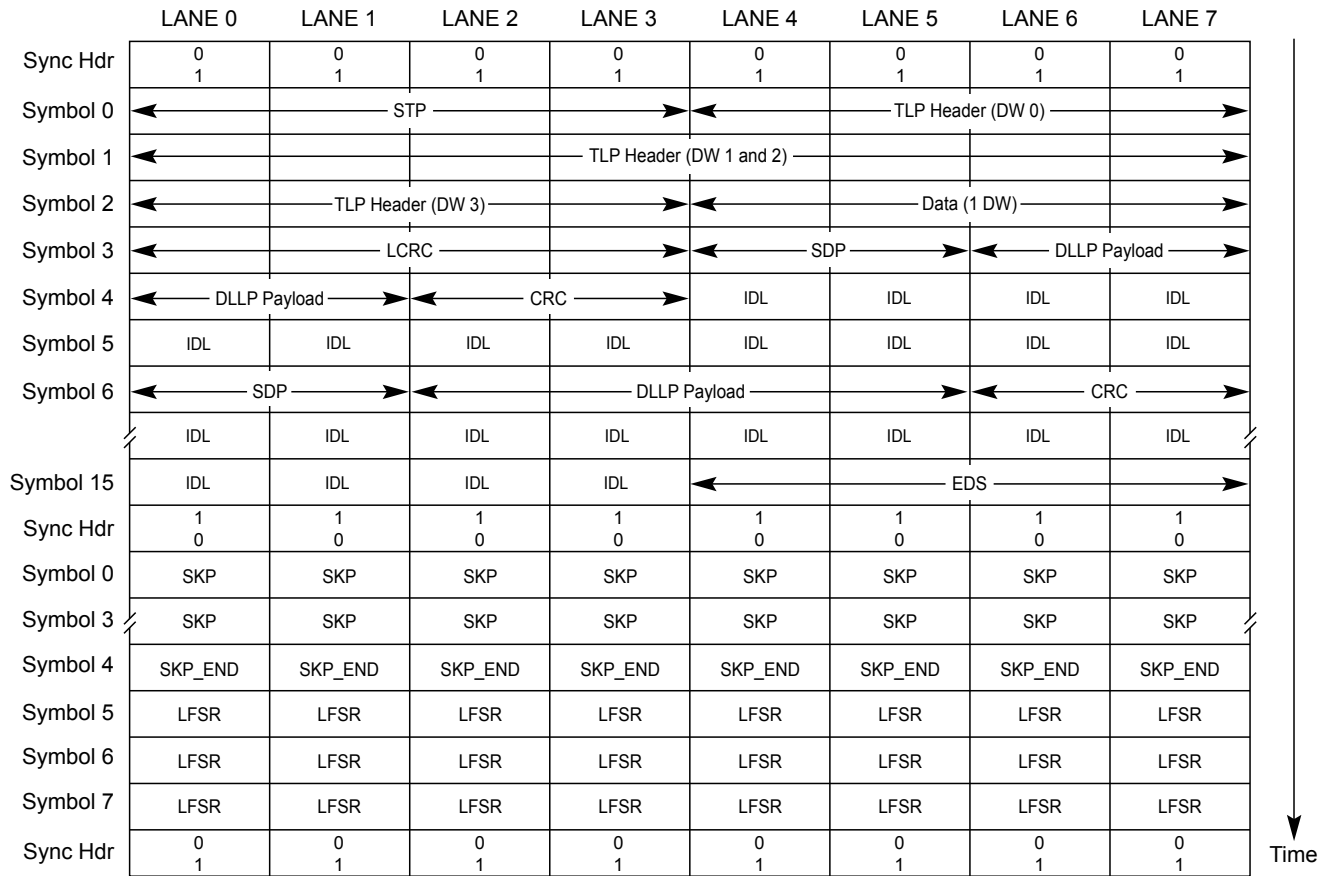 LANE 0 LANE 1 LANE 2 LANE 3 LANE 4 LANE 5 LANE 6 LANE 7
Sync Hdr 0 0 0 0 0 0 0 0
1 1 1 1 1 1 1 1
Symbol 0 STP TLP Header (DW 0)
Symbol 1 TLP Header (DW 1 and 2)
Symbol 2 TLP Header (DW 3) Data (1 DW)
Symbol 3 LCRC SDP DLLP Payload
Symbol 4 DLLP Payload CRC IDL IDL IDL IDL
Symbol 5 IDL IDL IDL IDL IDL IDL IDL IDL
Symbol 6 SDP DLLP Payload CRC
IDL IDL IDL IDL IDL IDL IDL IDL
Symbol 15 IDL IDL IDL IDL EDS
Sync Hdr 1 1 1 1 1 1 1 1
0 0 0 0 0 0 0 0
Symbol 0 SKP SKP SKP SKP SKP SKP SKP SKP
Symbol 3 SKP SKP SKP SKP SKP SKP SKP SKP
Symbol 4 SKP_END SKP_END SKP_END SKP_END SKP_END SKP_END SKP_END SKP_END
Symbol 5 LFSR LFSR LFSR LFSR LFSR LFSR LFSR LFSR
Symbol 6 LFSR LFSR LFSR LFSR LFSR LFSR LFSR LFSR
Symbol 7 LFSR LFSR LFSR LFSR LFSR LFSR LFSR LFSR
Sync Hdr 0 0 0 0 0 0 0 0
1 1 1 1 1 1 1 1
Time